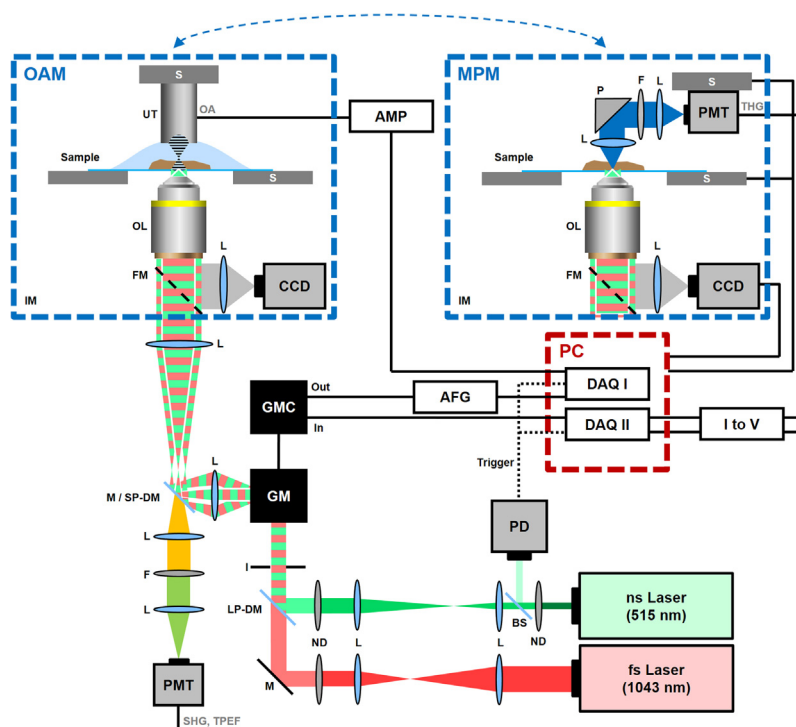 OAM
S
UT
OA
Sample
S
S
OL
FM
L
CCD
IM
L
AMP
MPM
P
F
L
S
PMT
THG
L
Sample
S
OL
FM
L
CCD
IM
PC
DAQ I
DAQ II
Out
GMC
In
AFG
I to V
Trigger
L
M / SP-DM
GM
L
F
L
PMT
SHG, TPEF
I
LP-DM
ND
L
PD
L
BS
ND
ns Laser
(515 nm)
M
ND
L
L
fs Laser
(1043 nm)